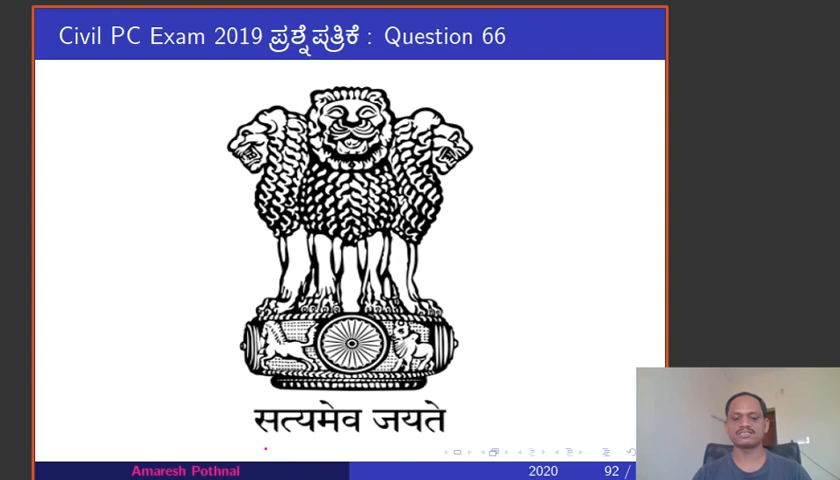 Civil PC Exam 2019 ಪ್ರಶ್ನೆಪತ್ರಿಕೆ : Question 66
सत्यमेव जयते
Amaresh Pothnal 2020 92 /